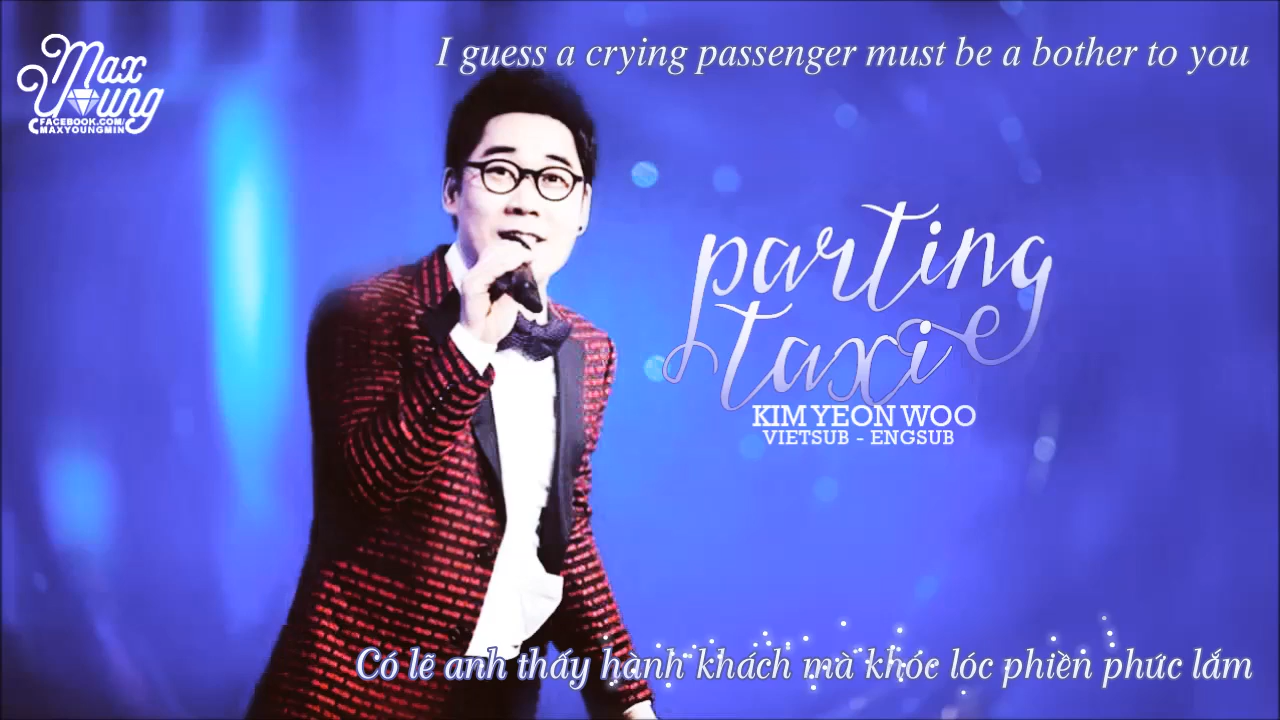 Max
Young
FACEBOOK.COM/
MAXYOUNGMIN
I guess a crying passenger must be a bother to you
parting
taxi
KIM YEON WOO
VIETSUB - ENGSUB
Có lẽ anh thấy hành khách mà khóc lóc phiền phức lắm